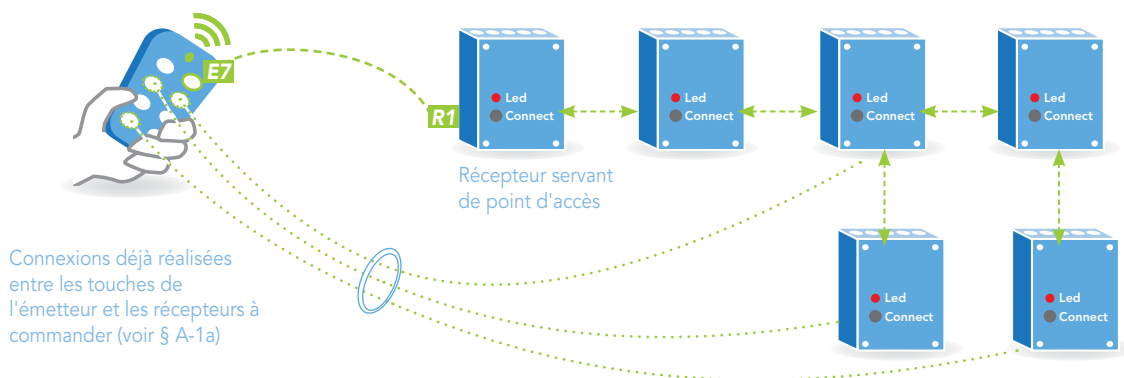 E7
R1
Led
Connect
Led
Connect
Led
Connect
Led
Connect
Récepteur servant
de point d'accès
Connexions déjà réalisées
entre les touches de
l'émetteur et les récepteurs à
commander (voir § A-1a)
Led
Connect
Led
Connect